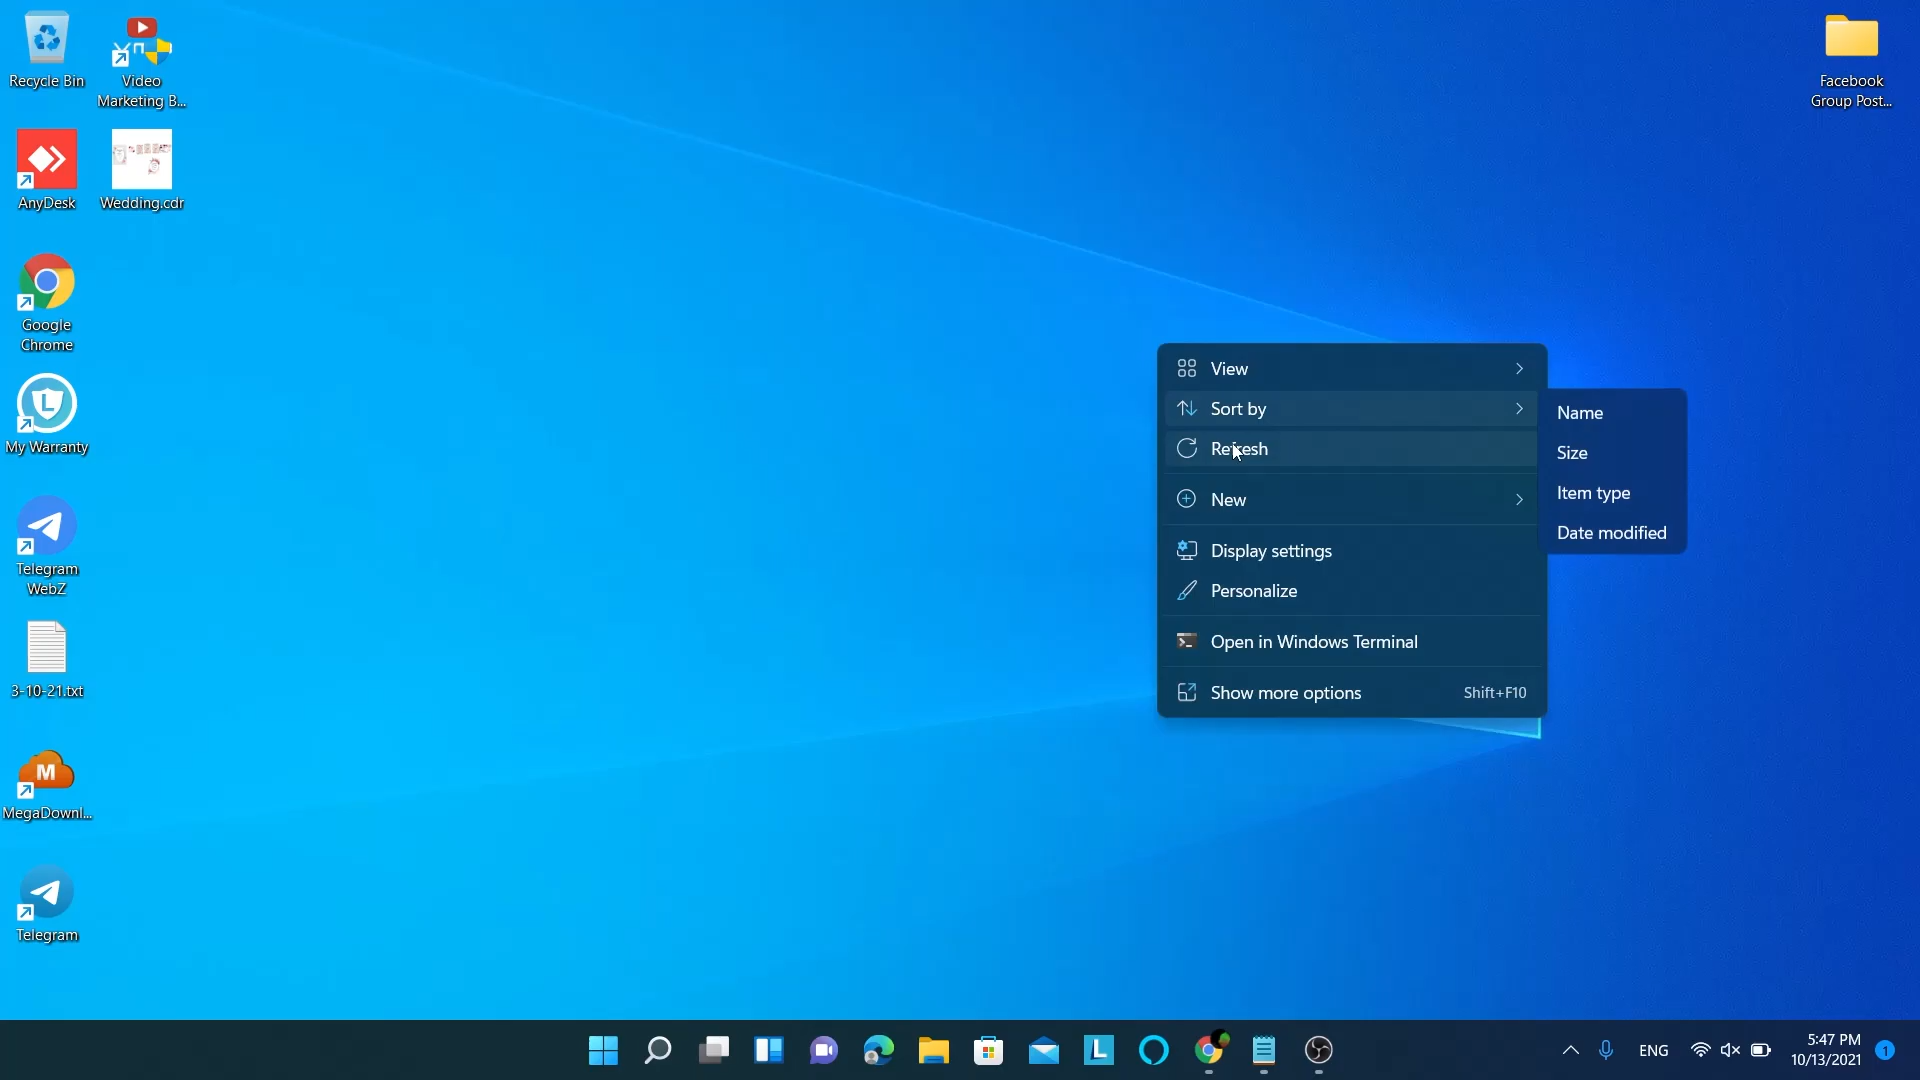 Recycle Bin
Video
Marketing B...
AnyDesk
Wedding.cdr
Google
Chrome
My Warranty
Telegram
WebZ
3-10-21.txt
M
MegaDownl...
Telegram
Facebook
Group Post...
View
Sort by
Refresh
New
Display settings
Personalize
Open in Windows Terminal
Show more options Shift+F10
Name
Size
Item type
Date modified
L
ENG
5:47 PM
10/13/2021
1